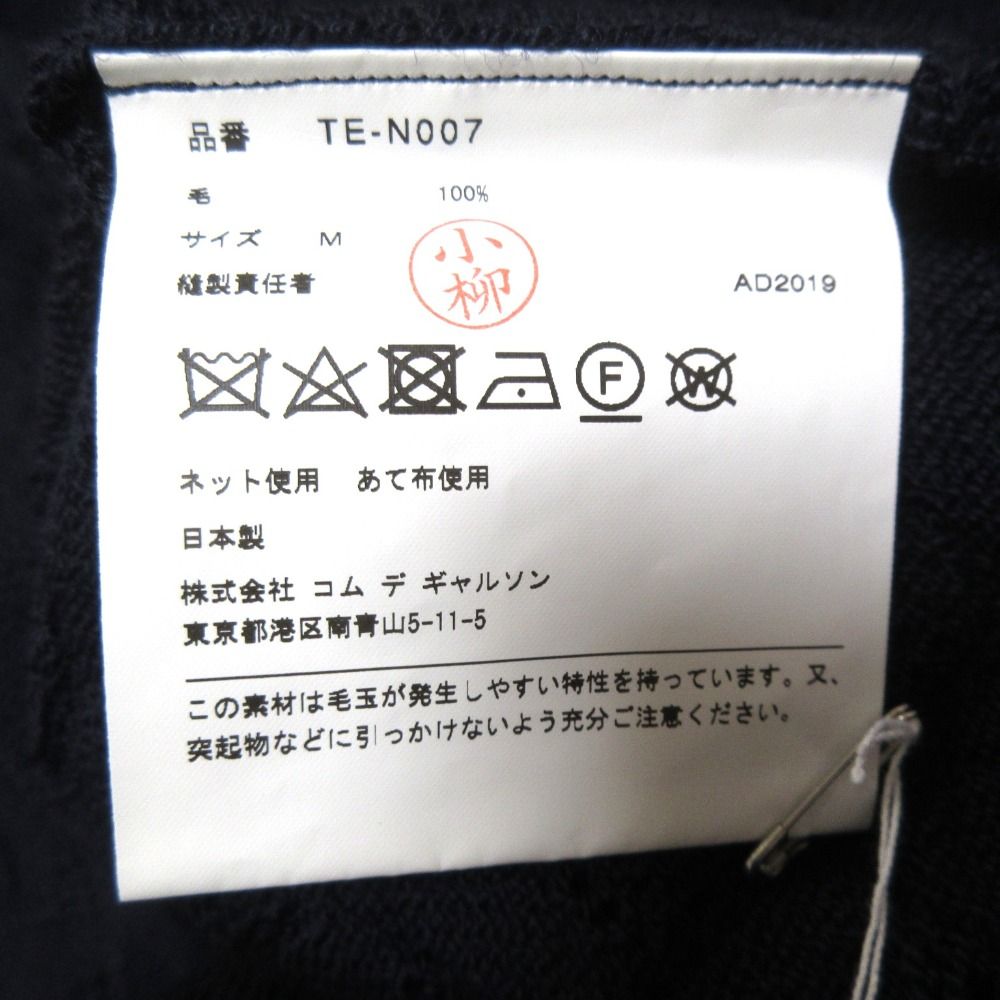 品番 TE-N007
毛 100%
サイズ M
小柳
縫製責任者 AD2019
F W
ネット使用 あて布使用
日本製
株式会社 コム デ ギャルソン
東京都港区南青山5-11-5
この素材は毛玉が発生しやすい特性を持っています。又、
突起物などに引っかけないよう充分ご注意ください。